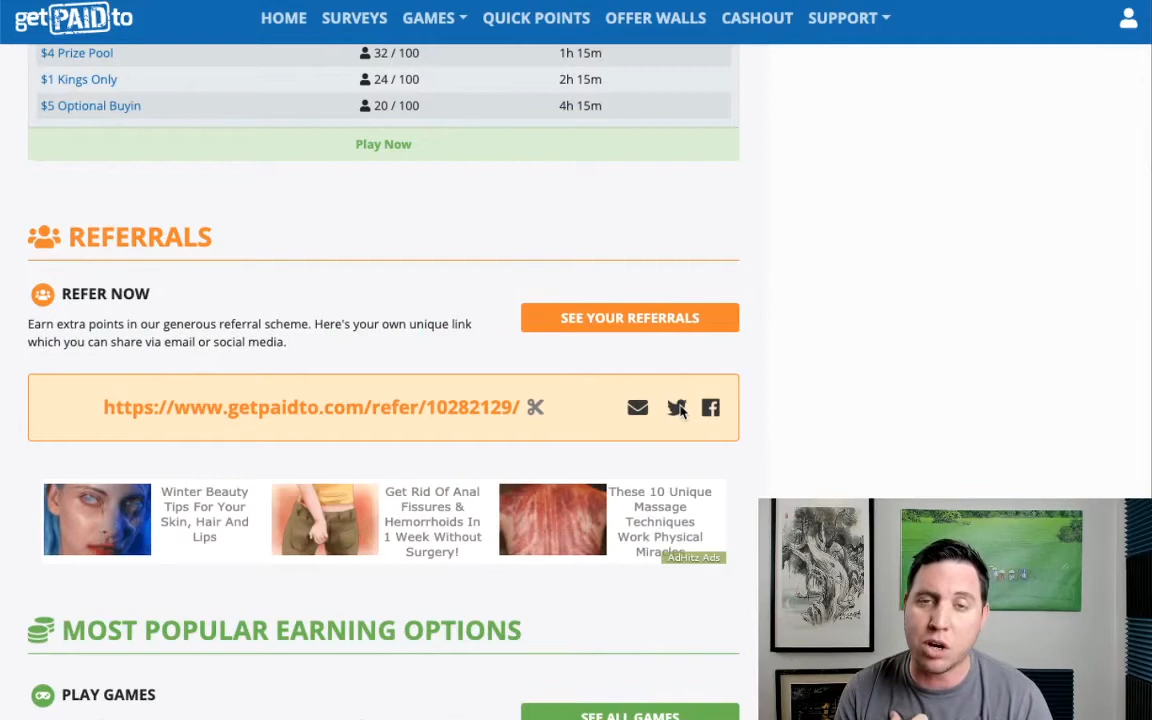 getPAIDto
HOME SURVEYS GAMES QUICK POINTS OFFER WALLS CASHOUT SUPPORT
$4 Prize Pool 32 / 100 1h 15m
$1 Kings Only 24 / 100 2h 15m
$5 Optional Buyin 20 / 100 4h 15m
Play Now
REFERRALS
REFER NOW
Earn extra points in our generous referral scheme. Here's your own unique link
which you can share via email or social media.
SEE YOUR REFERRALS
https://www.getpaidto.com/refer/10282129/
Winter Beauty
Tips For Your
Skin, Hair And
Lips
Get Rid Of Anal
Fissures &
Hemorrhoids In
1 Week Without
Surgery!
These 10 Unique
Massage
Techniques
Work Physical
Miracles
AdHitz Ads
MOST POPULAR EARNING OPTIONS
PLAY GAMES
SEE ALL GAMES